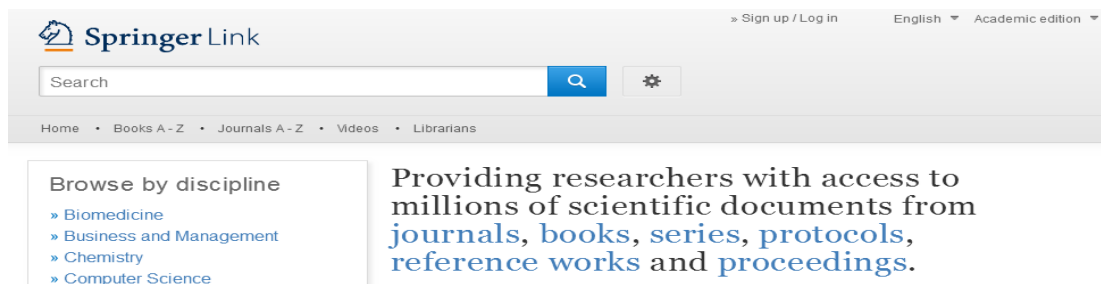 » Sign up / Log in English Academic edition
Springer Link
Search
Home • Books A - Z • Journals A - Z • Videos • Librarians
Browse by discipline
» Biomedicine
» Business and Management
» Chemistry
» Computer Science
Providing researchers with access to
millions of scientific documents from
journals, books, series, protocols,
reference works and proceedings.